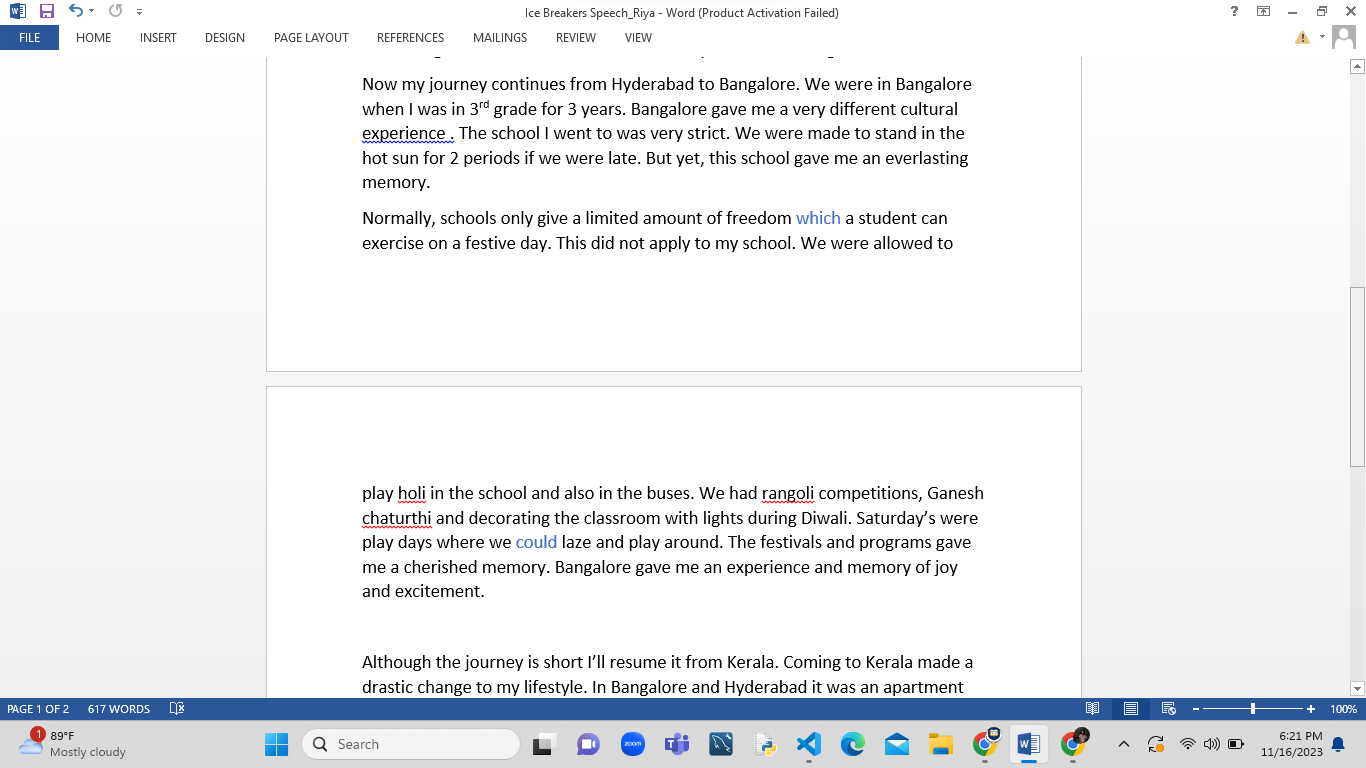 Ice Breakers Speech_Riya - Word (Product Activation Failed)
FILE HOME INSERT DESIGN PAGE LAYOUT REFERENCES MAILINGS REVIEW VIEW
Now my journey continues from Hyderabad to Bangalore. We were in Bangalore
when I was in 3rd grade for 3 years. Bangalore gave me a very different cultural
experience . The school I went to was very strict. We were made to stand in the
hot sun for 2 periods if we were late. But yet, this school gave me an everlasting
memory.
Normally, schools only give a limited amount of freedom which a student can
exercise on a festive day. This did not apply to my school. We were allowed to
play holi in the school and also in the buses. We had rangoli competitions, Ganesh
chaturthi and decorating the classroom with lights during Diwali. Saturday’s were
play days where we could laze and play around. The festivals and programs gave
me a cherished memory. Bangalore gave me an experience and memory of joy
and excitement.
Although the journey is short I’ll resume it from Kerala. Coming to Kerala made a
drastic change to my lifestyle. In Bangalore and Hyderabad it was an apartment
PAGE 1 OF 2 617 WORDS 100%
1 89°F
Mostly cloudy
Search
zoom
6:21 PM
11/16/2023